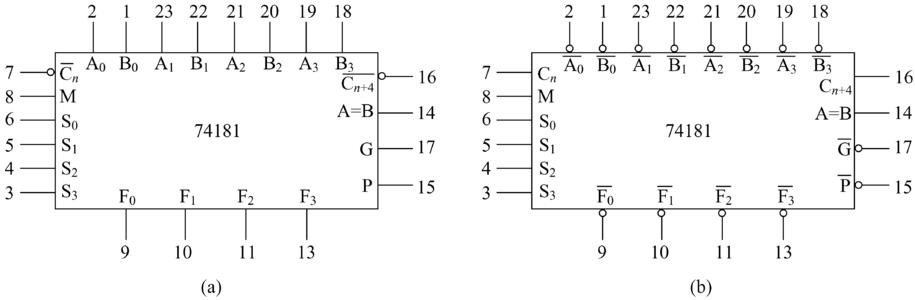 2 1 23 22 21 20 19 18 2 1 23 22 21 20 19 18
A₀ B₀ A₁ B₁ A₂ B₂ A₃ B₃ A̅₀ B̅₀ A̅₁ B̅₁ A̅₂ B̅₂ A̅₃ B̅₃
7 C̅ₙ C̅ₙ₊₄ 16 7 Cₙ Cₙ₊₄ 16
8 M 8 M
A=B 14 A=B 14
6 S₀ 6 S₀
74181 74181
5 S₁ G 17 5 S₁ G̅ 17
4 S₂ 4 S₂
P 15 P̅ 15
3 S₃ F₀ F₁ F₂ F₃ 3 S₃ F̅₀ F̅₁ F̅₂ F̅₃
9 10 11 13 9 10 11 13
(a) (b)